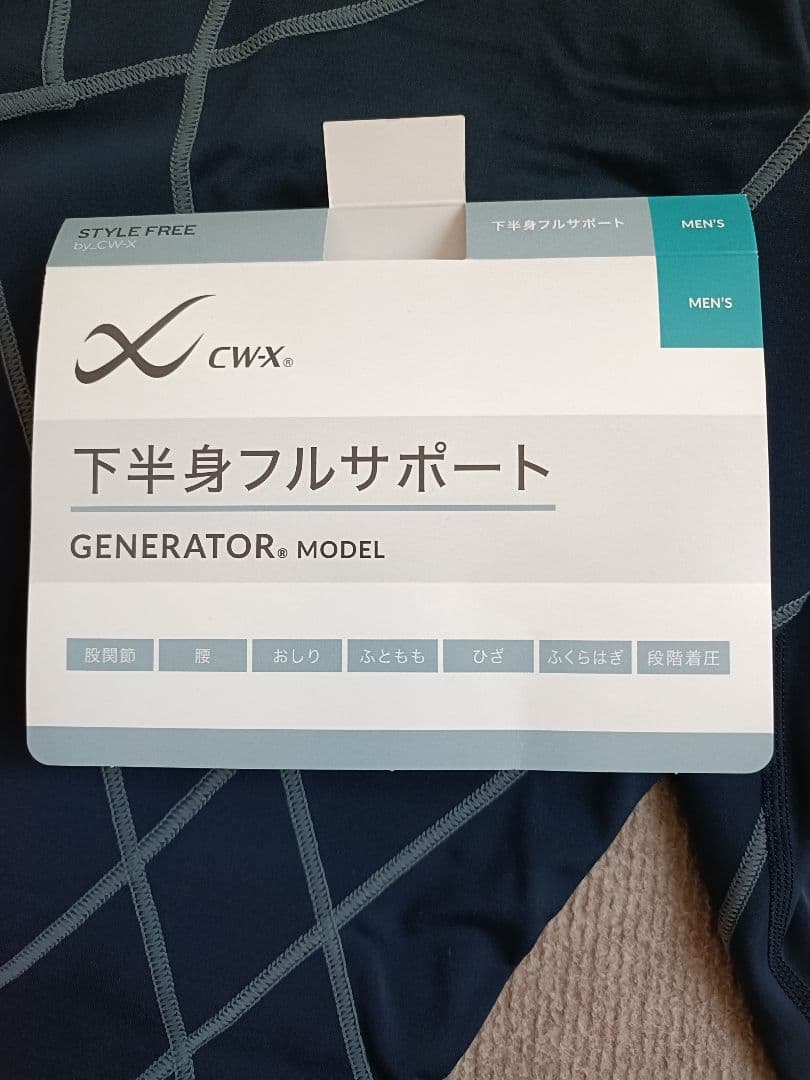 STYLE FREE
by_CW-X
下半身フルサポート
MEN'S
MEN'S
CW-X®
下半身フルサポート
GENERATOR® MODEL
股関節 腰 おしり ふともも ひざ ふくらはぎ 段階着圧